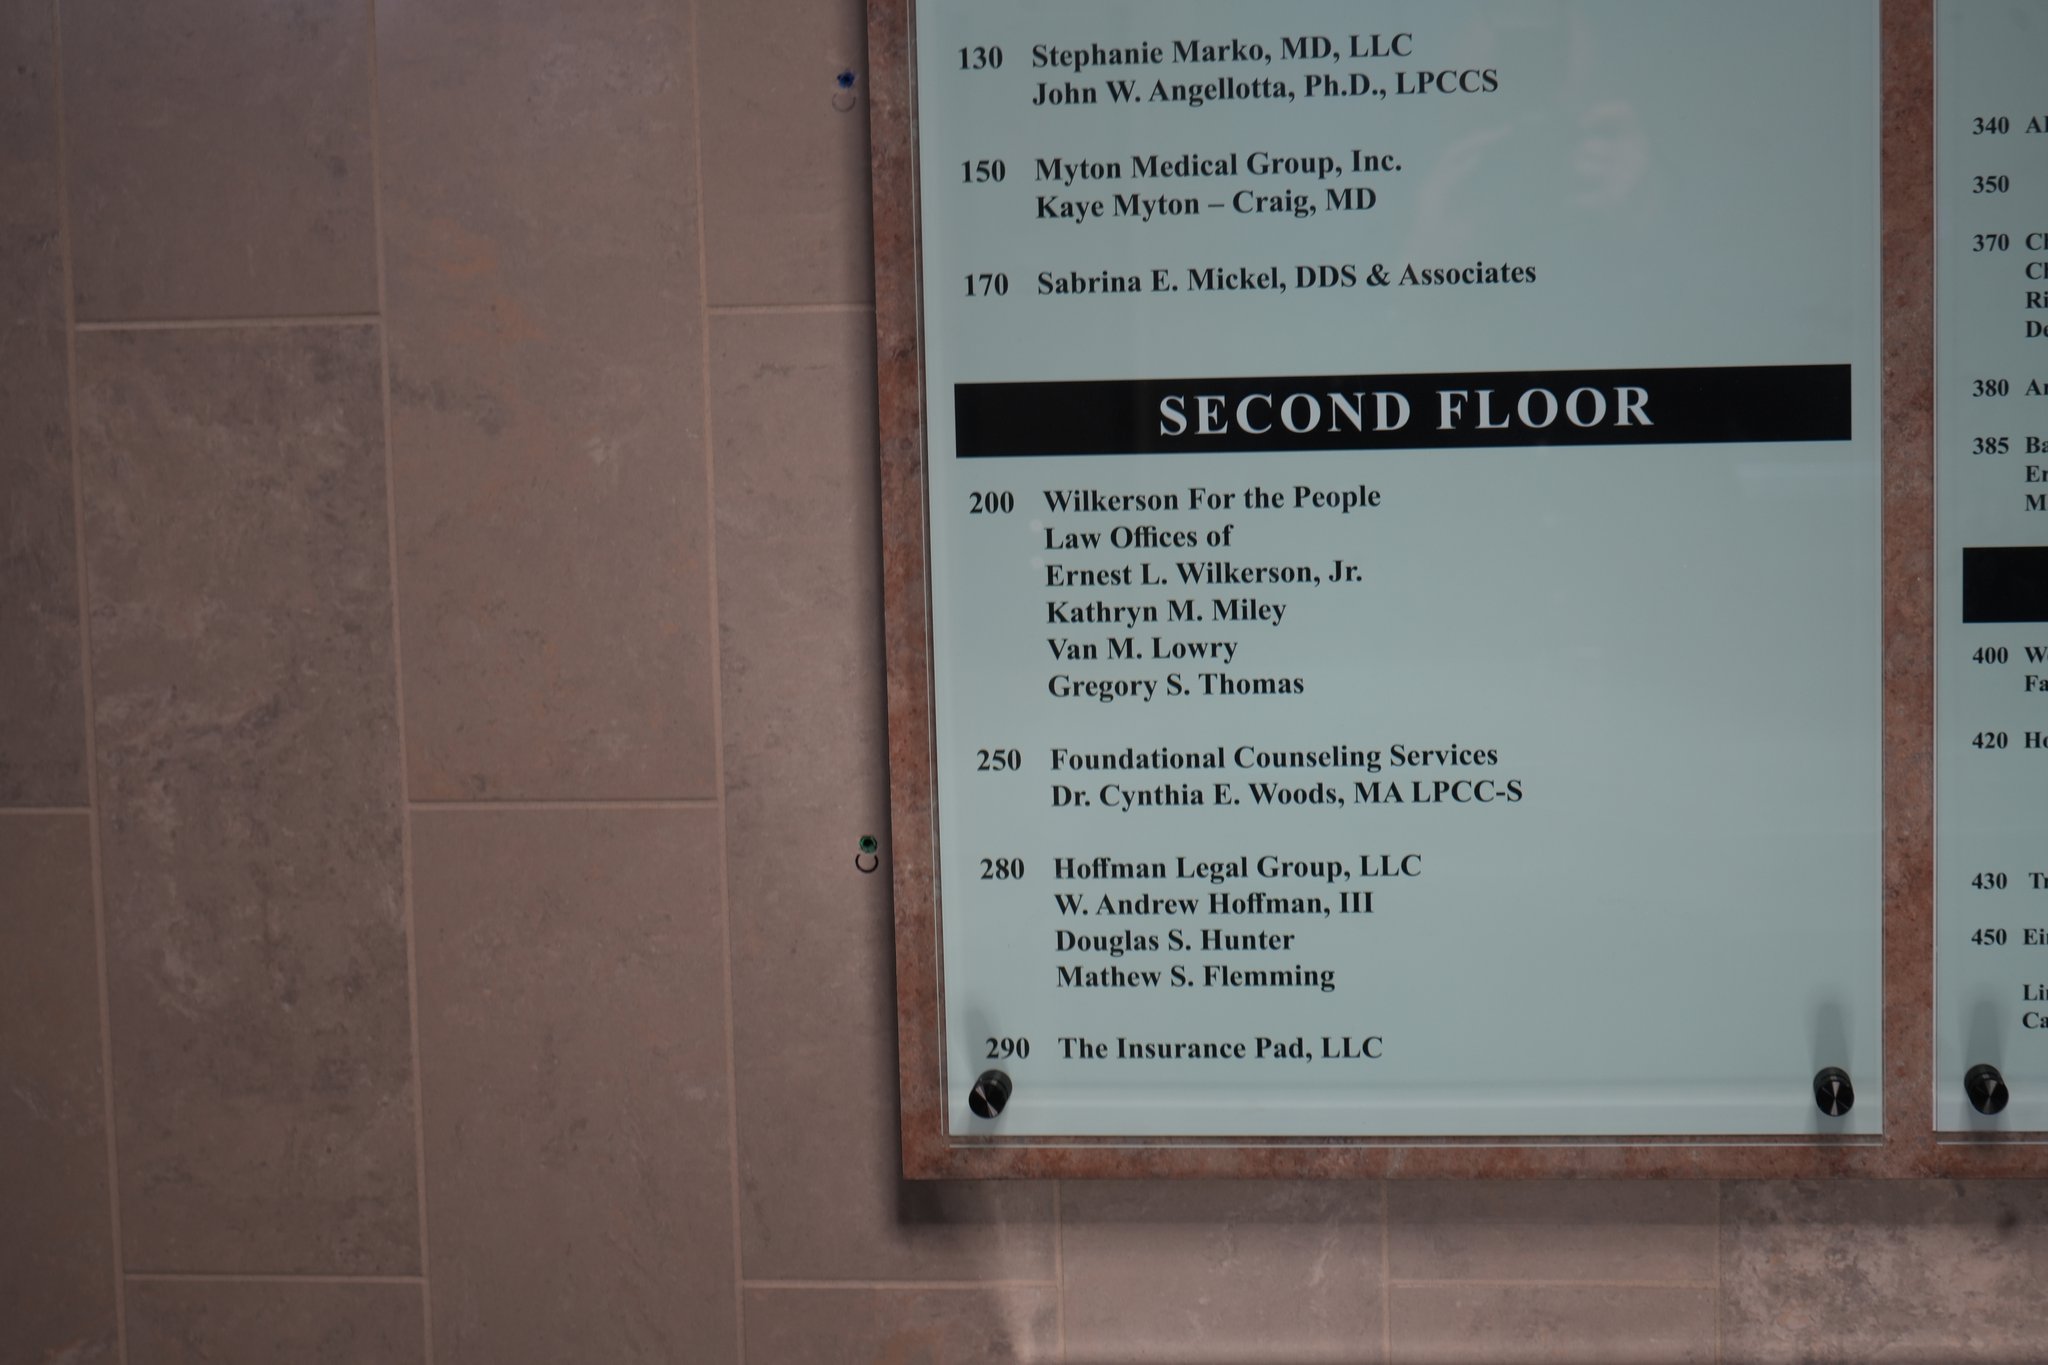 130 Stephanie Marko, MD, LLC
John W. Angellotta, Ph.D., LPCCS
150 Myton Medical Group, Inc.
Kaye Myton – Craig, MD
170 Sabrina E. Mickel, DDS & Associates
SECOND FLOOR
200 Wilkerson For the People
Law Offices of
Ernest L. Wilkerson, Jr.
Kathryn M. Miley
Van M. Lowry
Gregory S. Thomas
250 Foundational Counseling Services
Dr. Cynthia E. Woods, MA LPCC-S
280 Hoffman Legal Group, LLC
W. Andrew Hoffman, III
Douglas S. Hunter
Mathew S. Flemming
290 The Insurance Pad, LLC
340
350
370
380
385
400
420
430
450